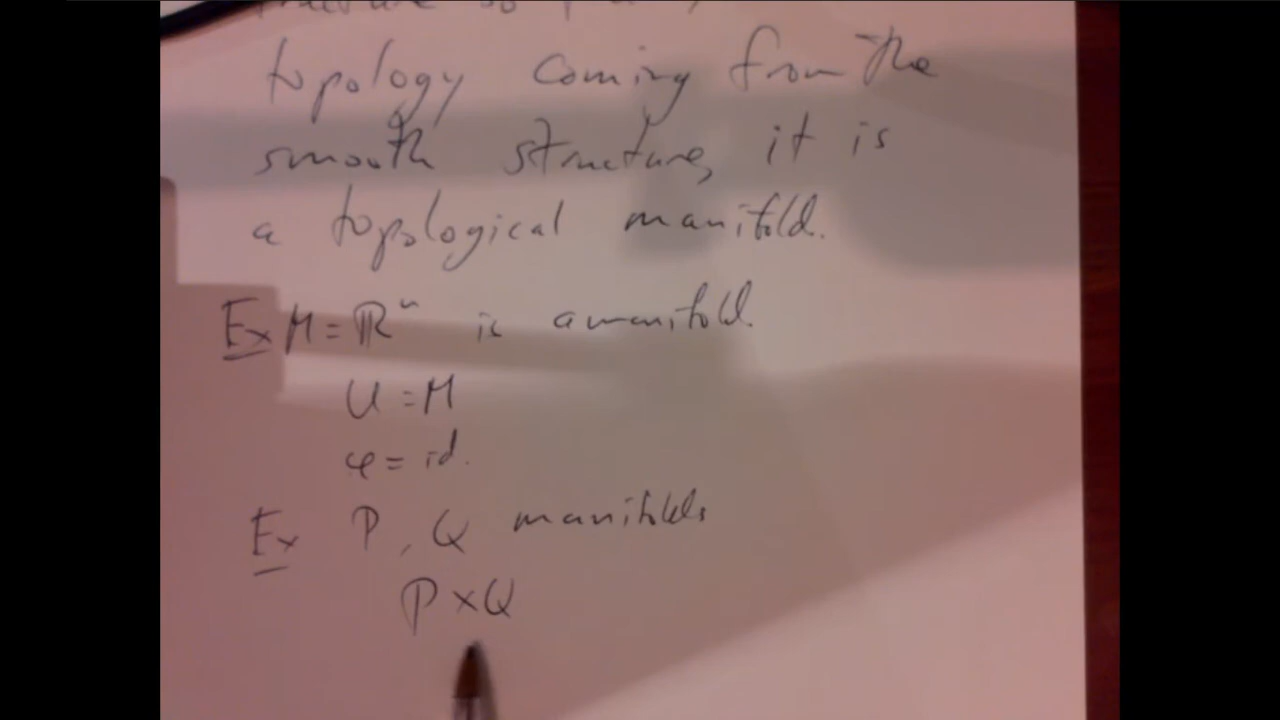 topology coming from the
smooth structure, it is
a topological manifold.
Ex M = ℝⁿ is a manifold.
U = M
φ = id.
Ex P, Q manifolds
P × Q